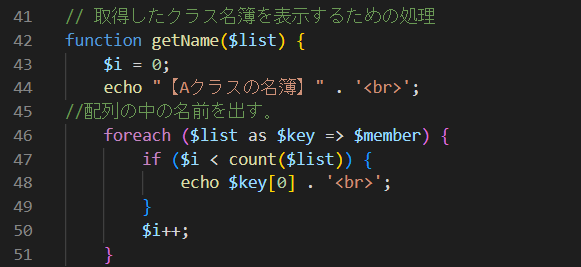 41 // 取得したクラス名簿を表示するための処理
42 function getName($list) {
43     $i = 0;
44     echo "【Aクラスの名簿】" . '<br>';
45 //配列の中の名前を出す。
46     foreach ($list as $key => $member) {
47         if ($i < count($list)) {
48             echo $key[0] . '<br>';
49         }
50         $i++;
51     }